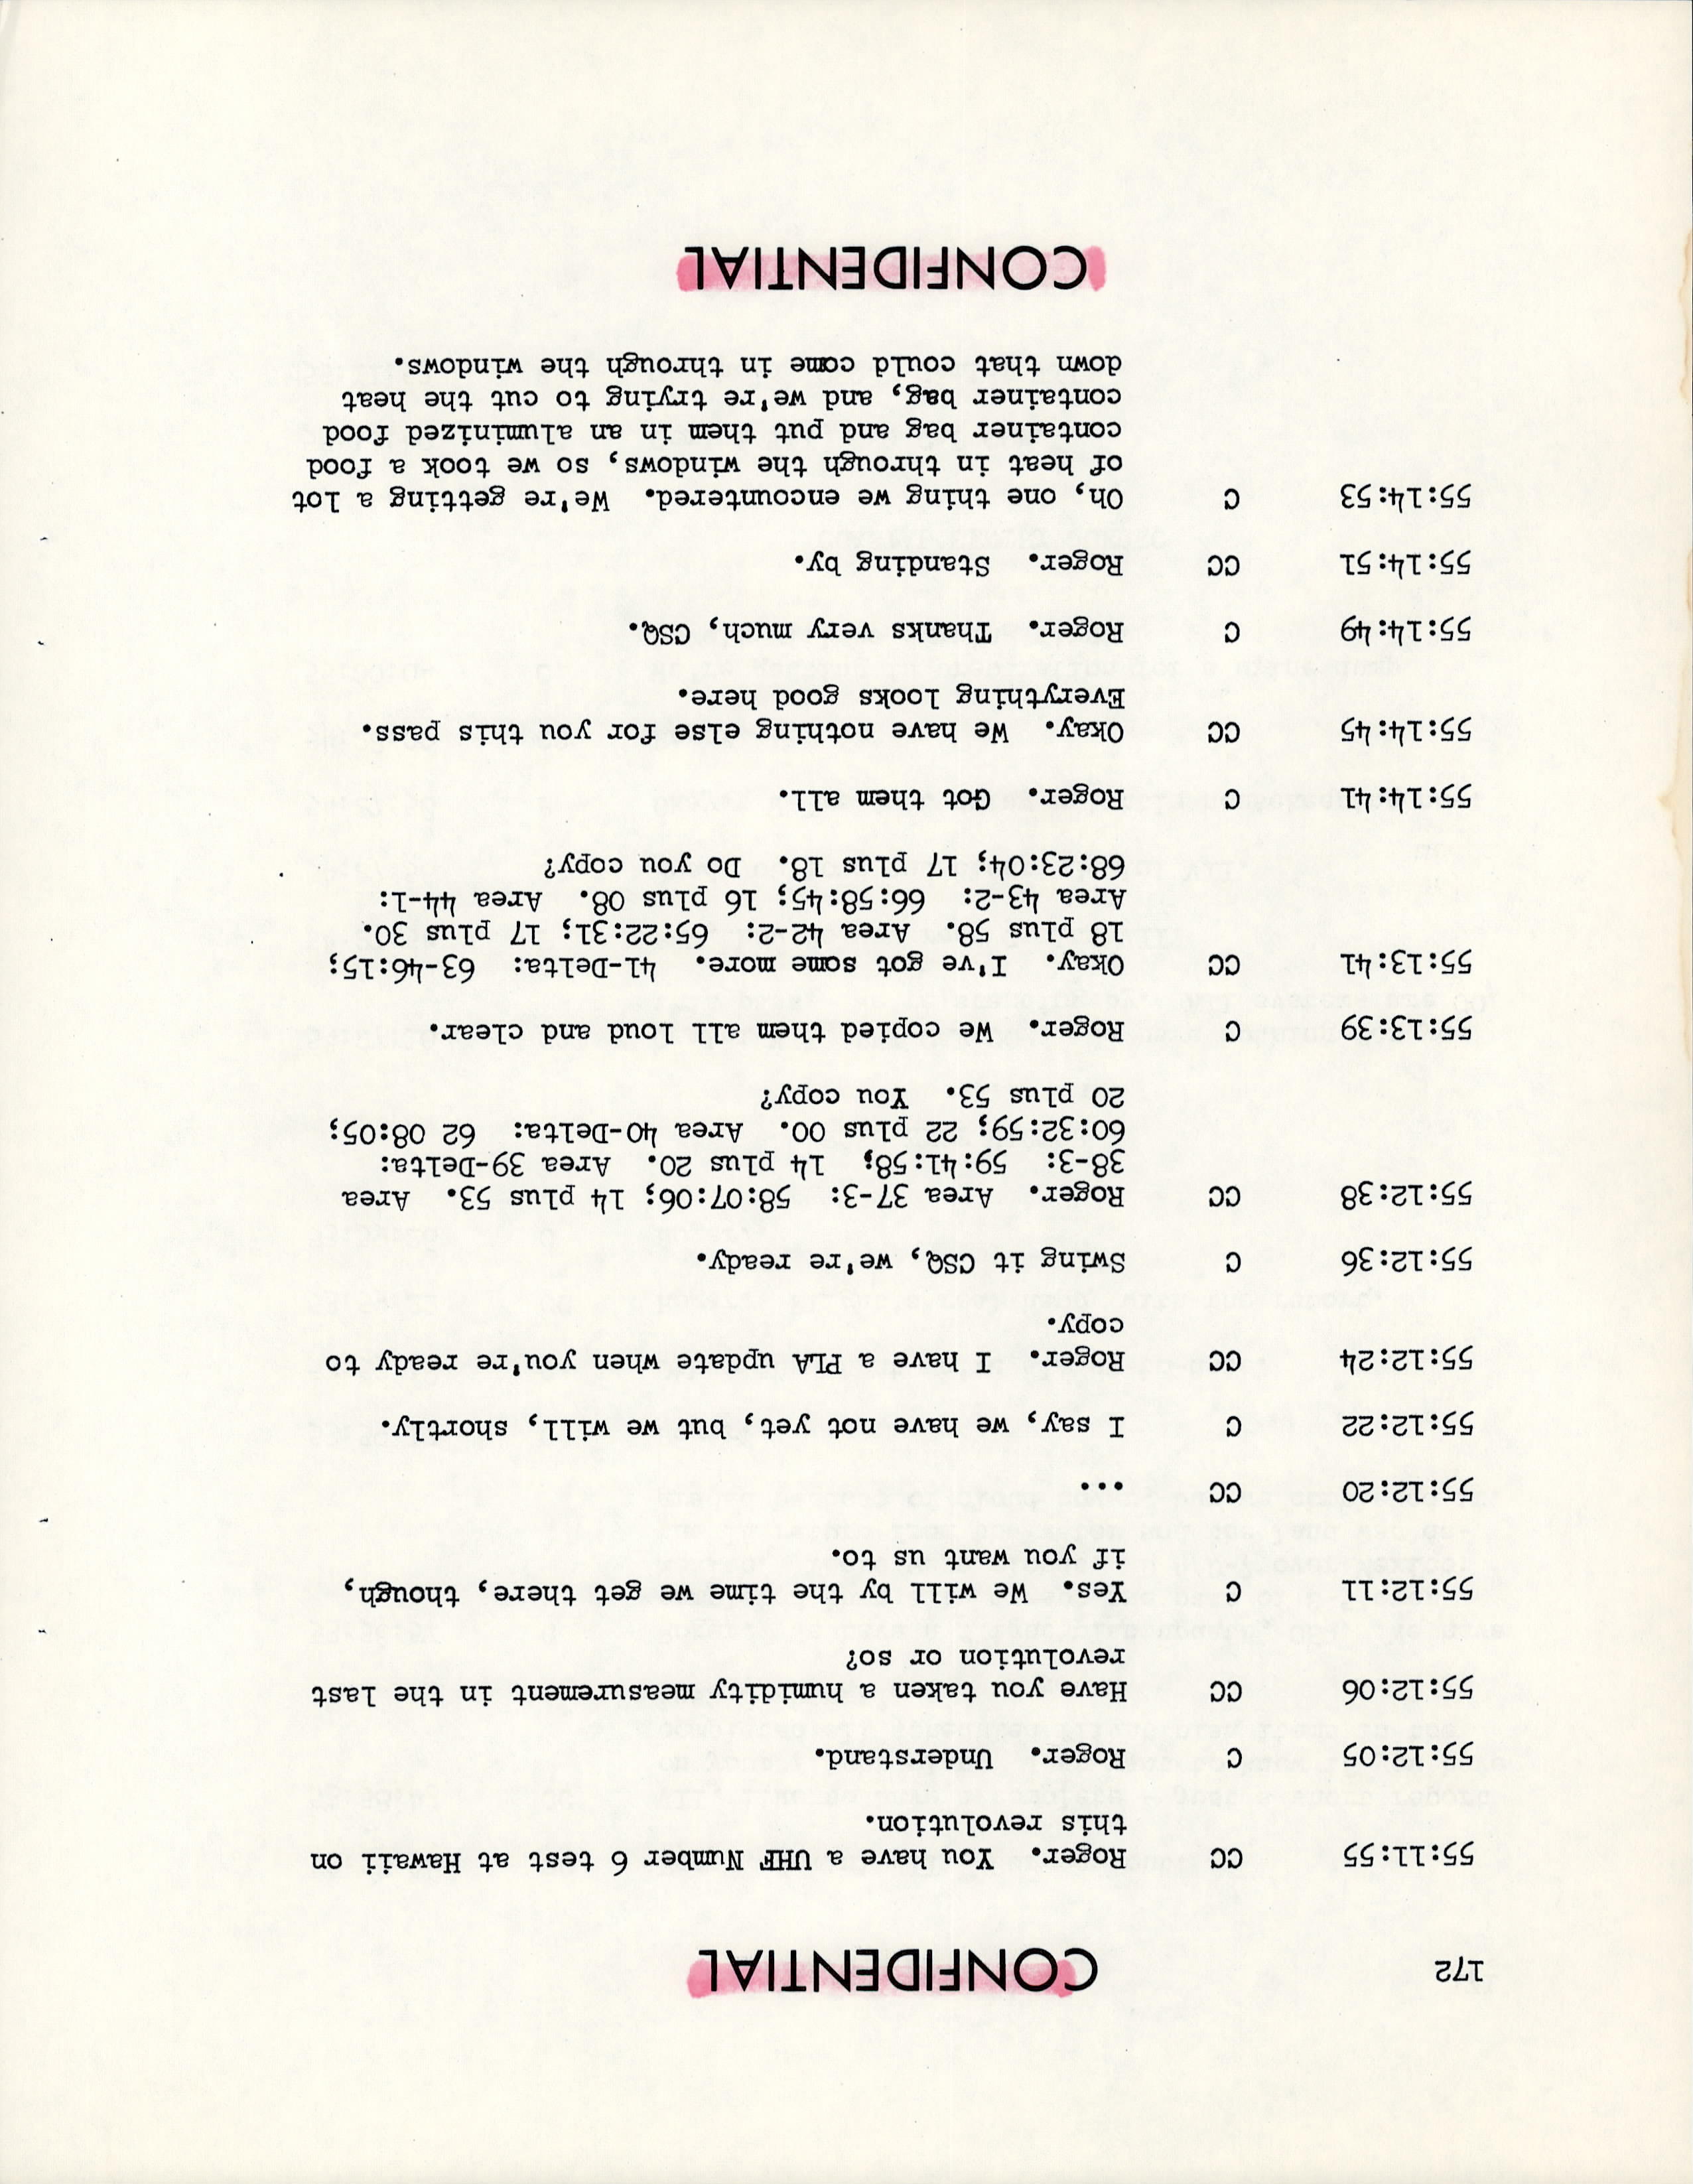 172
CONFIDENTIAL
55:11:55 CC Roger. You have a UHF Number 6 test at Hawaii on
this revolution.
55:12:05 C Roger. Understand.
55:12:06 CC Have you taken a humidity measurement in the last
revolution or so?
55:12:11 C Yes. We will by the time we get there, though,
if you want us to.
55:12:20 CC ...
55:12:22 C I say, we have not yet, but we will, shortly.
55:12:24 CC Roger. I have a PLA update when you're ready to
copy.
55:12:36 C Swing it CSQ, we're ready.
55:12:38 CC Roger. Area 37-3: 58:07:06; 14 plus 53. Area
38-3: 59:41:58; 14 plus 20. Area 39-Delta:
60:32:59; 22 plus 00. Area 40-Delta: 62 08:05;
20 plus 53. You copy?
55:13:39 C Roger. We copied them all loud and clear.
55:13:41 CC Okay. I've got some more. 41-Delta: 63-46:15;
18 plus 58. Area 42-2: 65:22:31; 17 plus 30.
Area 43-2: 66:58:45; 16 plus 08. Area 44-1:
68:23:04; 17 plus 18. Do you copy?
55:14:41 C Roger. Got them all.
55:14:45 CC Okay. We have nothing else for you this pass.
Everything looks good here.
55:14:49 C Roger. Thanks very much, CSQ.
55:14:51 CC Roger. Standing by.
55:14:53 C Oh, one thing we encountered. We're getting a lot
of heat in through the windows, so we took a food
container bag and put them in an aluminized food
container bag, and we're trying to cut the heat
down that could come in through the windows.
CONFIDENTIAL